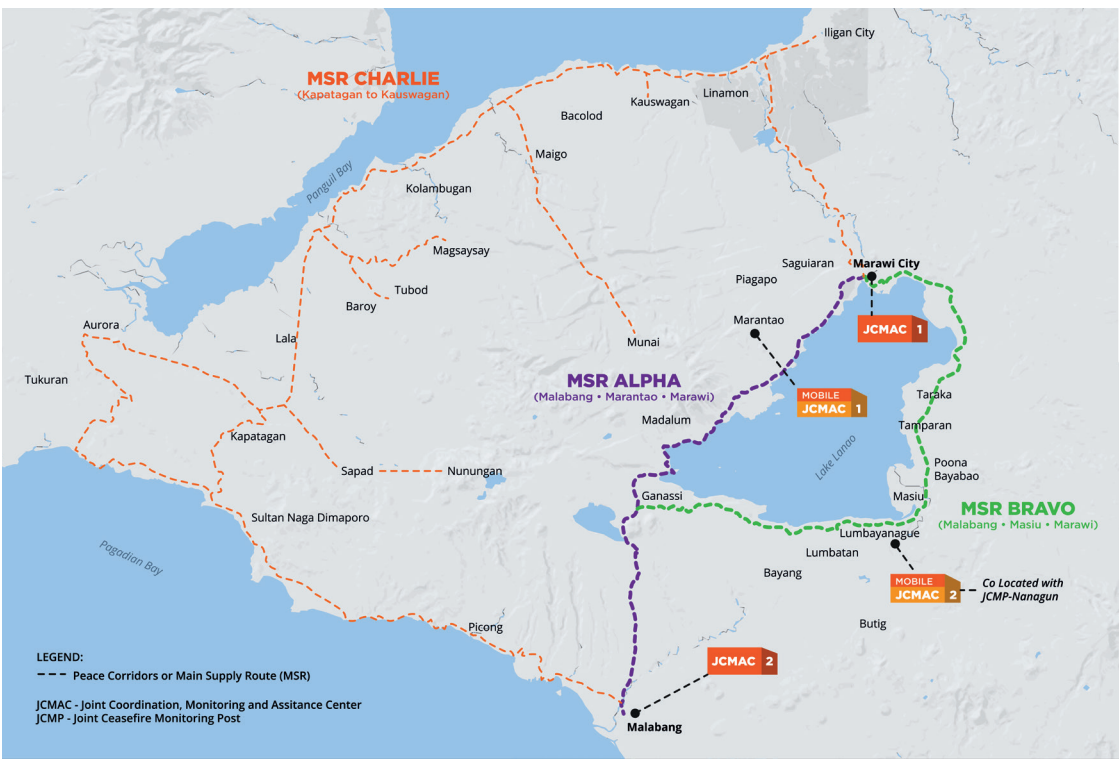 Iligan City
MSR CHARLIE
(Kapatagan to Kauswagan)
Linamon
Kauswagan
Bacolod
Maigo
Panguil Bay
Kolambugan
Magsaysay
Saguiaran
Marawi City
Piagapo
Tubod
Baroy
Marantao
Aurora
JCMAC 1
Lala
Munai
Tukuran
MSR ALPHA
(Malabang • Marantao • Marawi)
MOBILE
JCMAC 1
Taraka
Madalum
Tamparan
Kapatagan
Lake Lanao
Sapad
Nunungan
Poona
Bayabao
Ganassi
Masiu
MSR BRAVO
(Malabang • Masiu • Marawi)
Sultan Naga Dimaporo
Lumbayanague
Lumbatan
Pagadian Bay
Bayang
MOBILE
JCMAC 2
Co Located with
JCMP-Nanagun
Butig
Picong
LEGEND:
Peace Corridors or Main Supply Route (MSR)
JCMAC 2
JCMAC - Joint Coordination, Monitoring and Assitance Center
JCMP - Joint Ceasefire Monitoring Post
Malabang